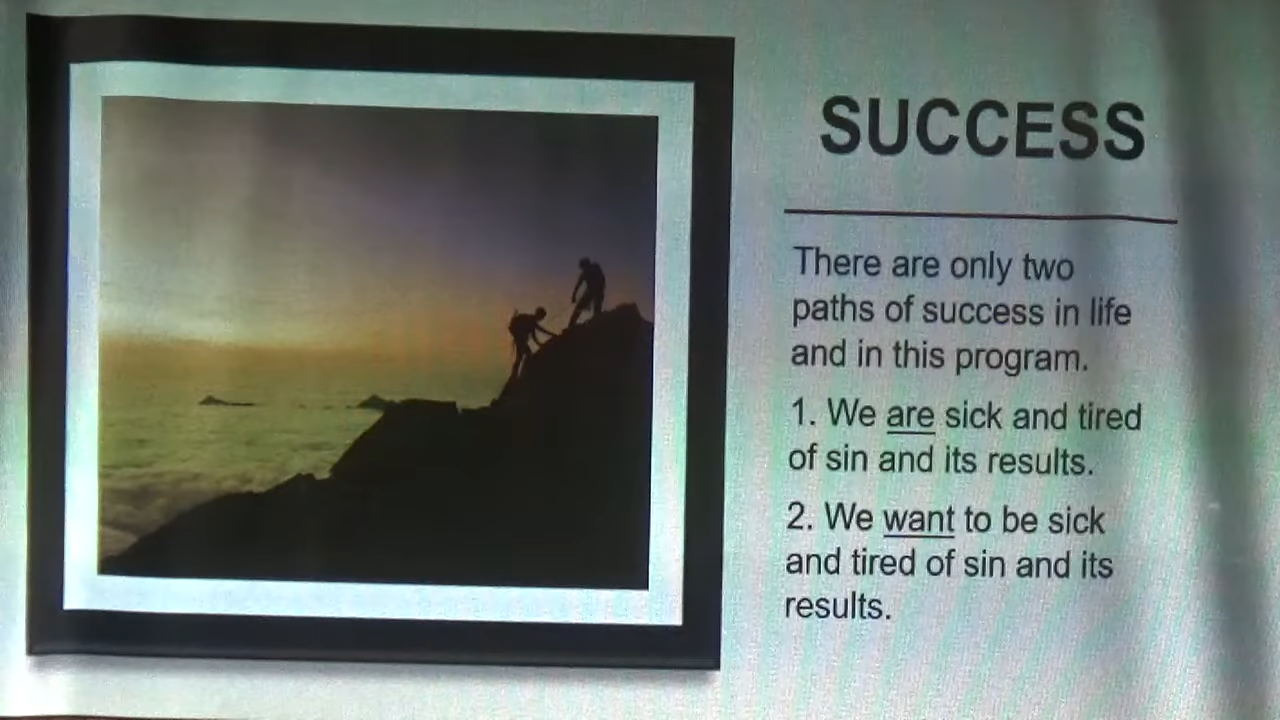 SUCCESS
There are only two
paths of success in life
and in this program.
1. We are sick and tired
of sin and its results.
2. We want to be sick
and tired of sin and its
results.